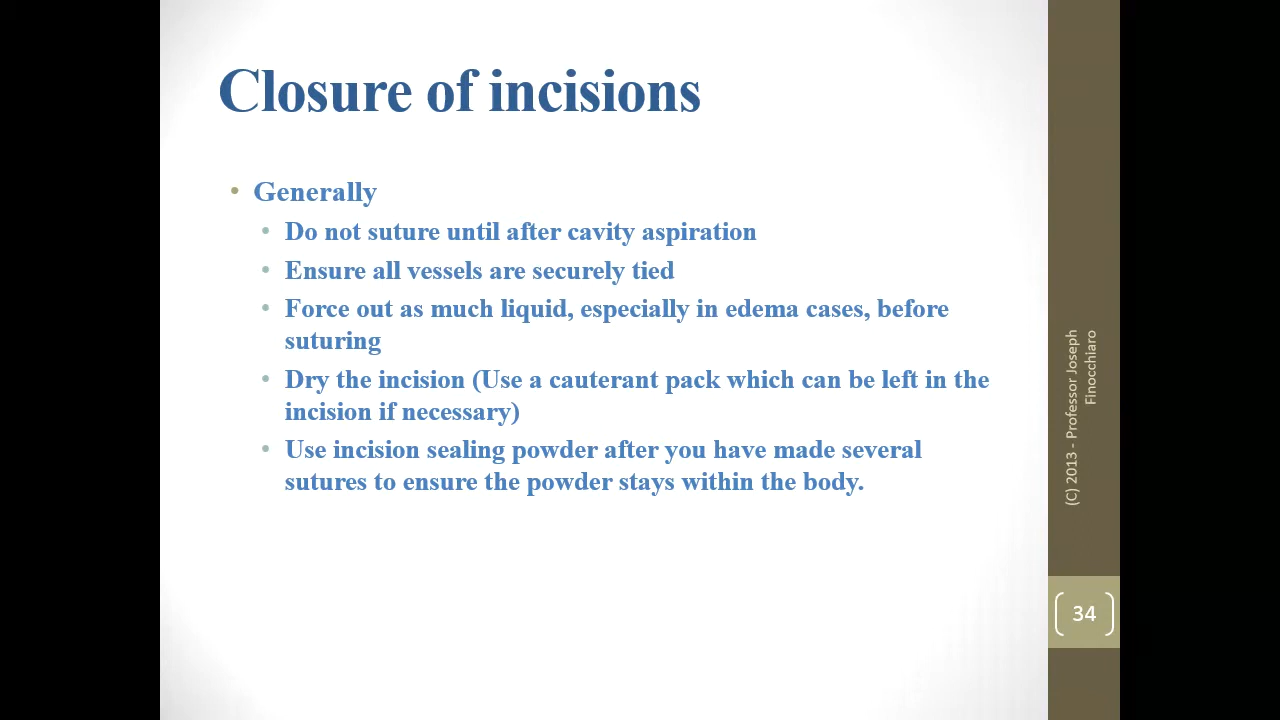 Closure of incisions
• Generally
• Do not suture until after cavity aspiration
• Ensure all vessels are securely tied
• Force out as much liquid, especially in edema cases, before
suturing
• Dry the incision (Use a cauterant pack which can be left in the
incision if necessary)
• Use incision sealing powder after you have made several
sutures to ensure the powder stays within the body.
(C) 2013 - Professor Joseph
Finocchiaro
34